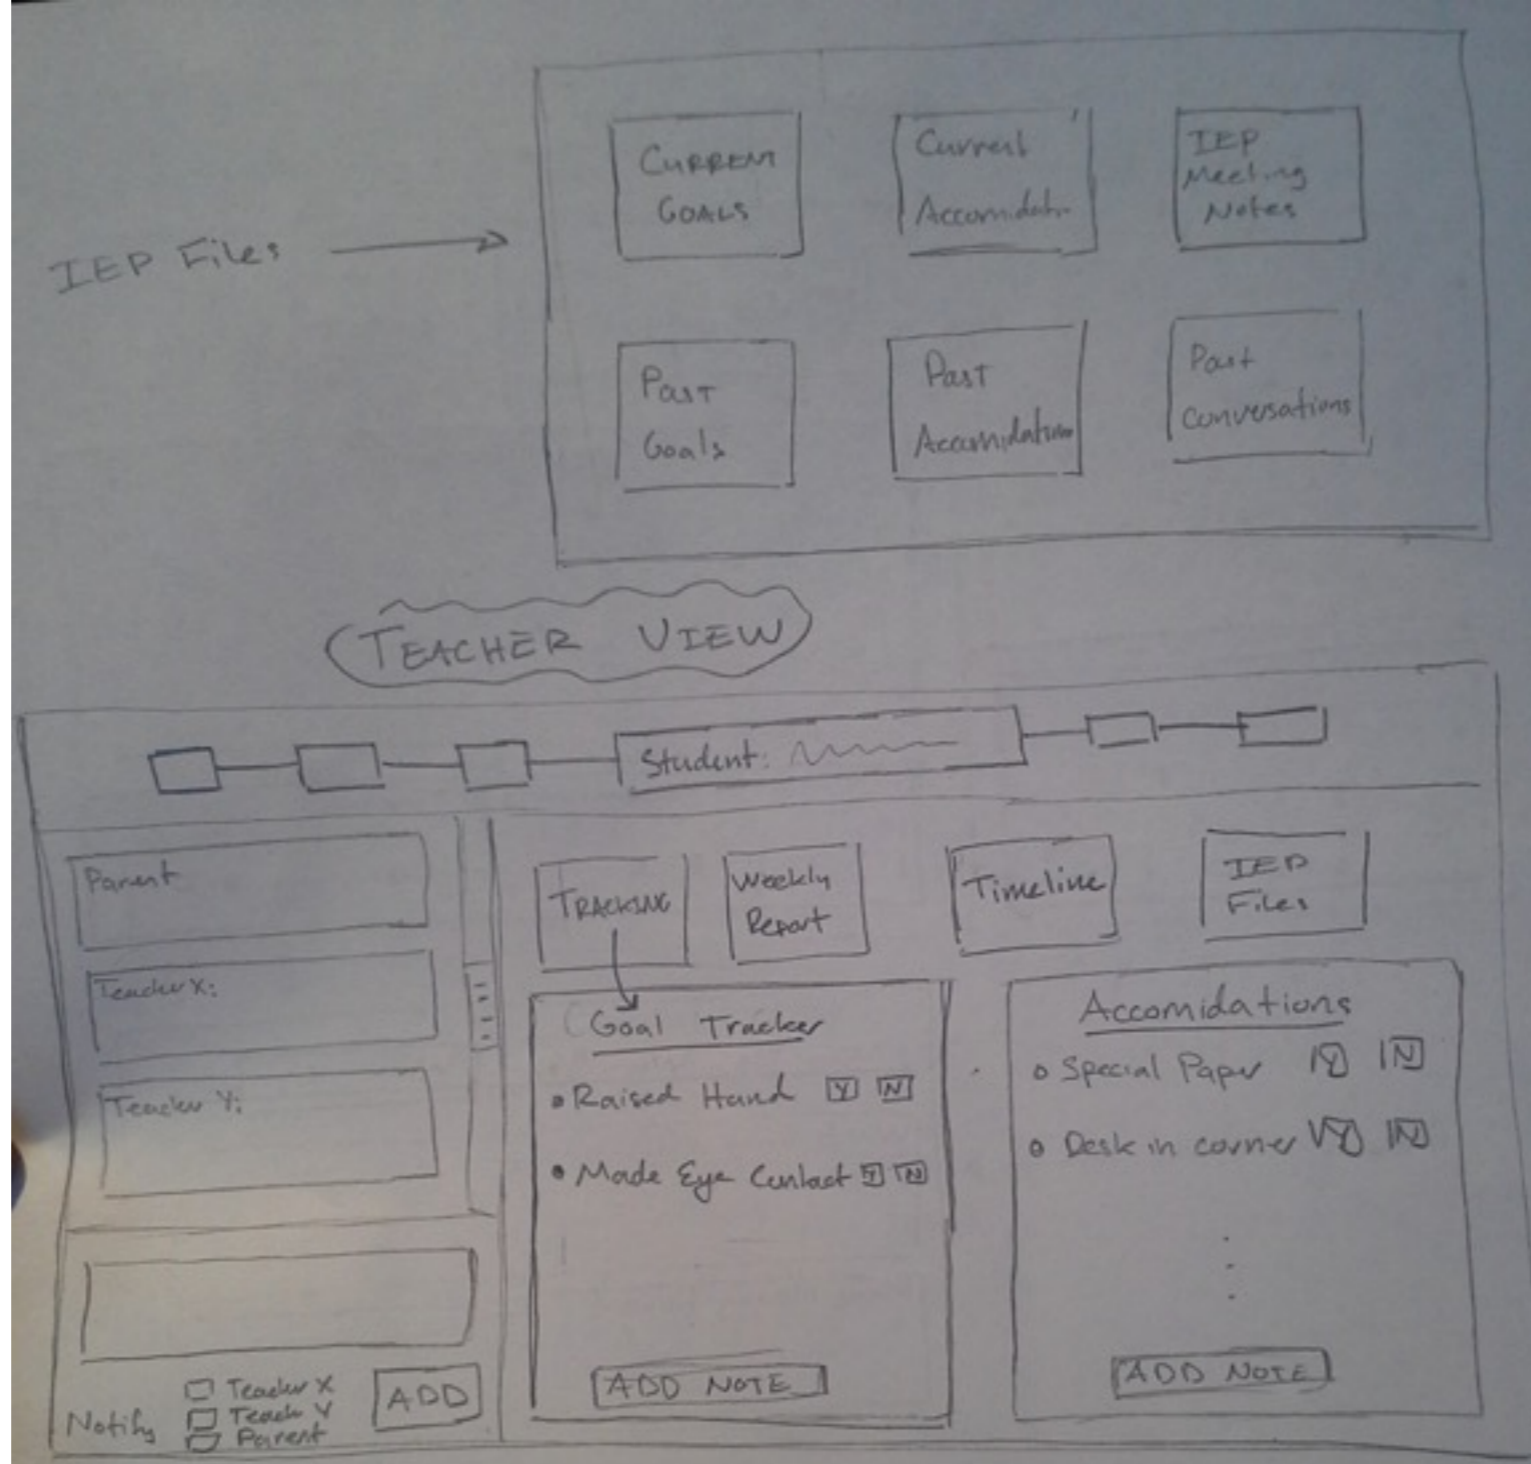 CURRENT
GOALS
Current
Accomidatn
IEP
Meeting
Notes
IEP Files
Past
Goals
Past
Accomidations
Past
Conversations
TEACHER VIEW
Student:
Parent
Teacher X:
Teacher Y:
Notify
Teacher X
Teach Y
Parent
ADD
TRACKING
Weekly
Report
Timeline
IEP
Files
Goal Tracker
Raised Hand Y N
Made Eye Contact Y N
ADD NOTE
Accomidations
Special Paper Y N
Desk in corner Y N
ADD NOTE